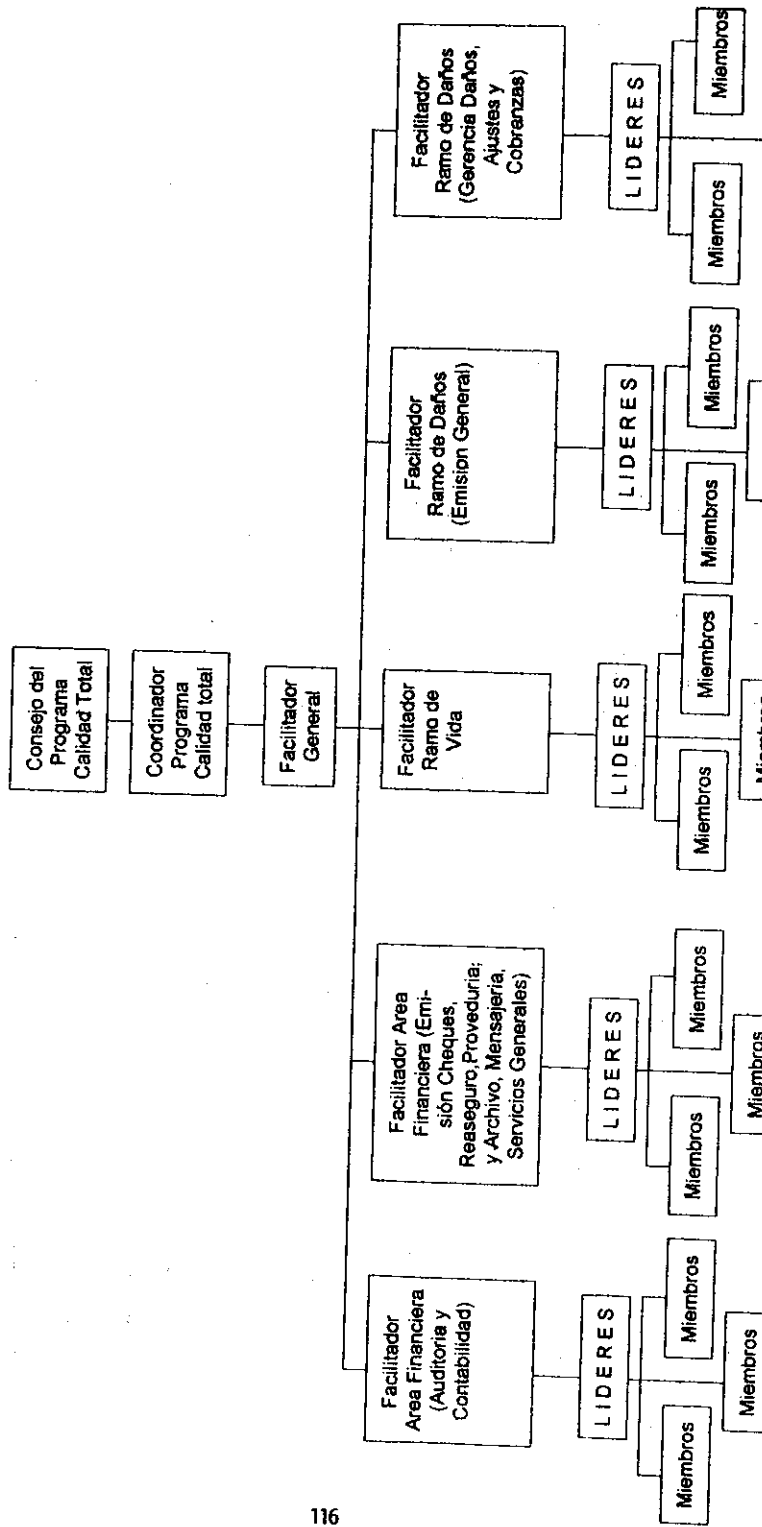 Consejo del
Programa
Calidad Total
Coordinador
Programa
Calidad total
Facilitador
General
Facilitador
Area Financiera
(Auditoria y
Contabilidad)
Facilitador Area
Financiera (Emi-
sión Cheques,
Reaseguro,Proveduria;
y Archivo, Mensajeria,
Servicios Generales)
Facilitador
Ramo de
Vida
Facilitador
Ramo de Daños
(Emision General)
Facilitador
Ramo de Daños
(Gerencia Daños,
Ajustes y
Cobranzas)
LIDERES
LIDERES
LIDERES
LIDERES
LIDERES
Miembros
Miembros
Miembros
Miembros
Miembros
Miembros
Miembros
Miembros
Miembros
Miembros
Miembros
Miembros
Miembros
116